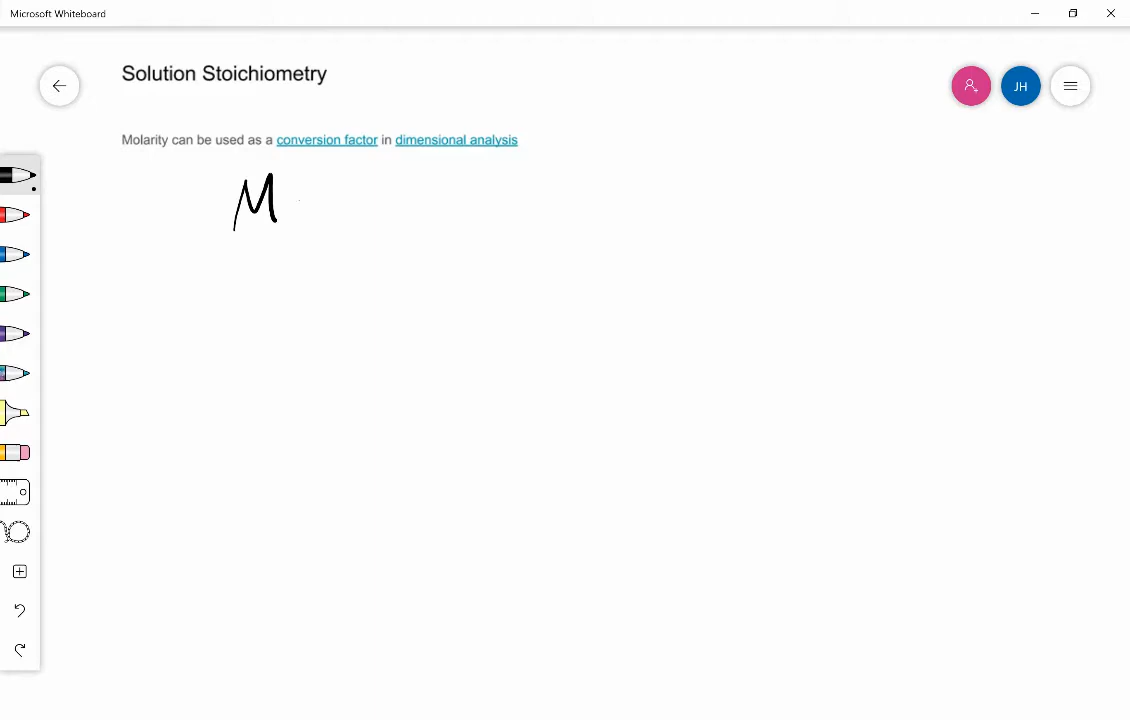 Microsoft Whiteboard
Solution Stoichiometry
JH
Molarity can be used as a conversion factor in dimensional analysis
M